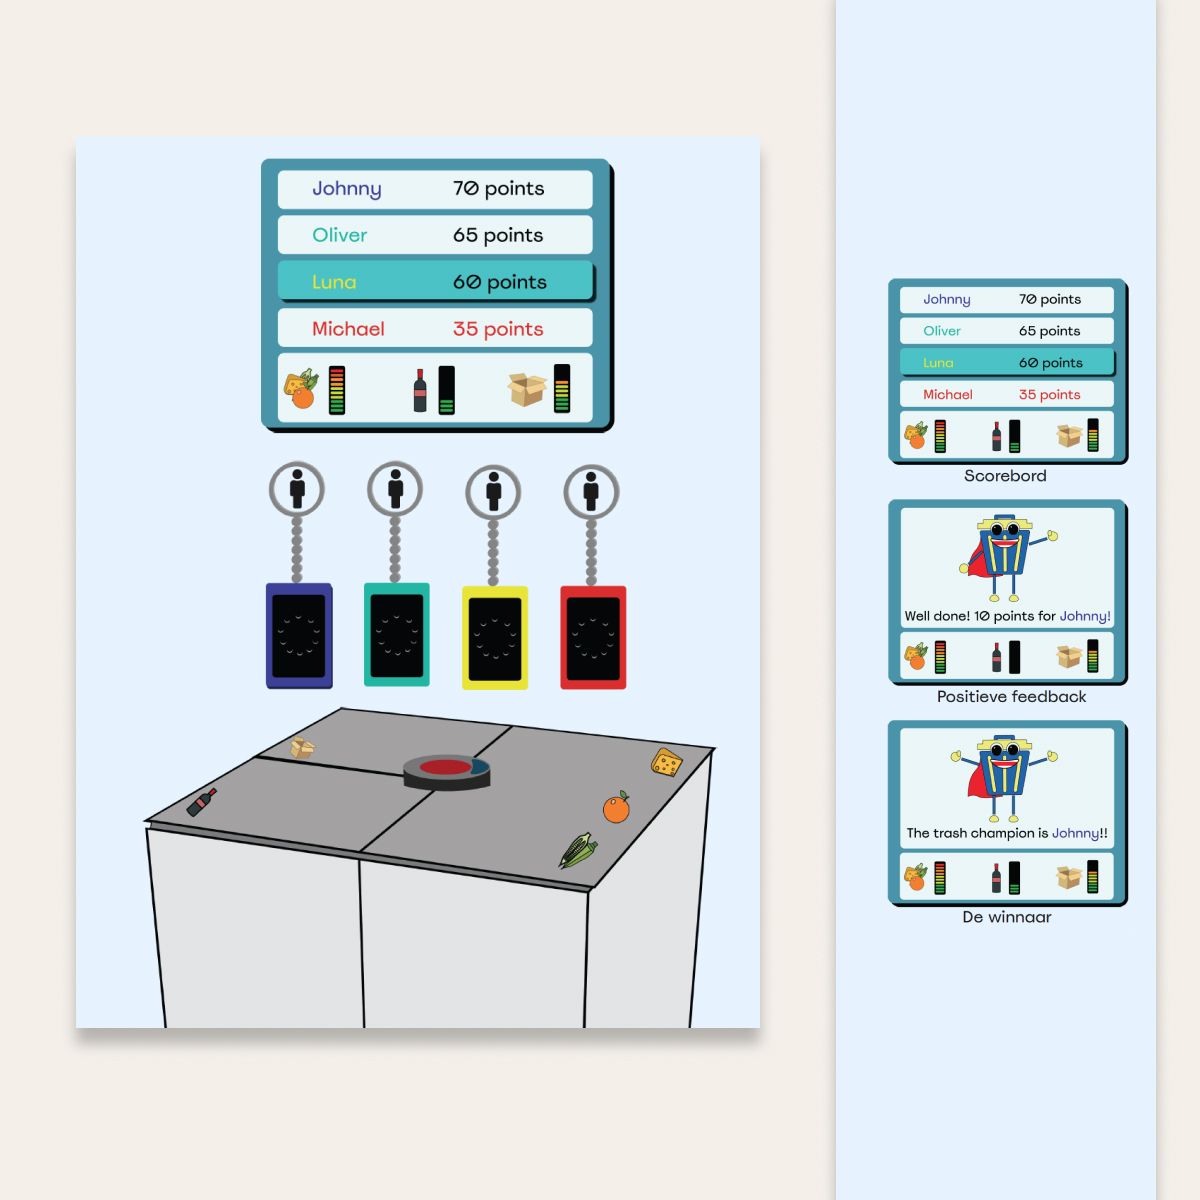 Johnny 70 points
Oliver 65 points
Luna 60 points
Michael 35 points
Johnny 70 points
Oliver 65 points
Luna 60 points
Michael 35 points
Scorebord
Well done! 10 points for Johnny!
Positieve feedback
The trash champion is Johnny!!
De winnaar